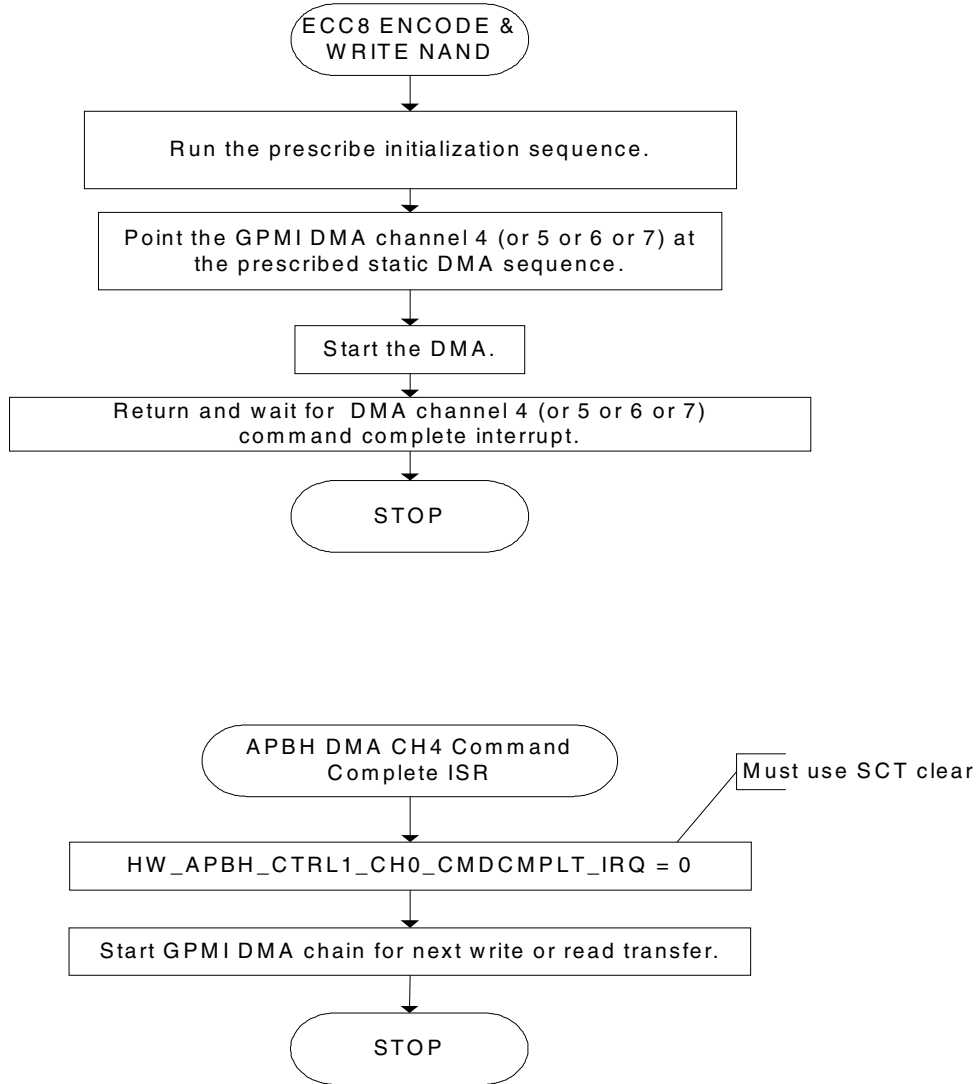 ECC8 ENCODE &
WRITE NAND
Run the prescribe initialization sequence.
Point the GPMI DMA channel 4 (or 5 or 6 or 7) at
the prescribed static DMA sequence.
Start the DMA.
Return and wait for DMA channel 4 (or 5 or 6 or 7)
command complete interrupt.
STOP
APBH DMA CH4 Command
Complete ISR
Must use SCT clear
HW_APBH_CTRL1_CH0_CMDCMPLT_IRQ = 0
Start GPMI DMA chain for next write or read transfer.
STOP